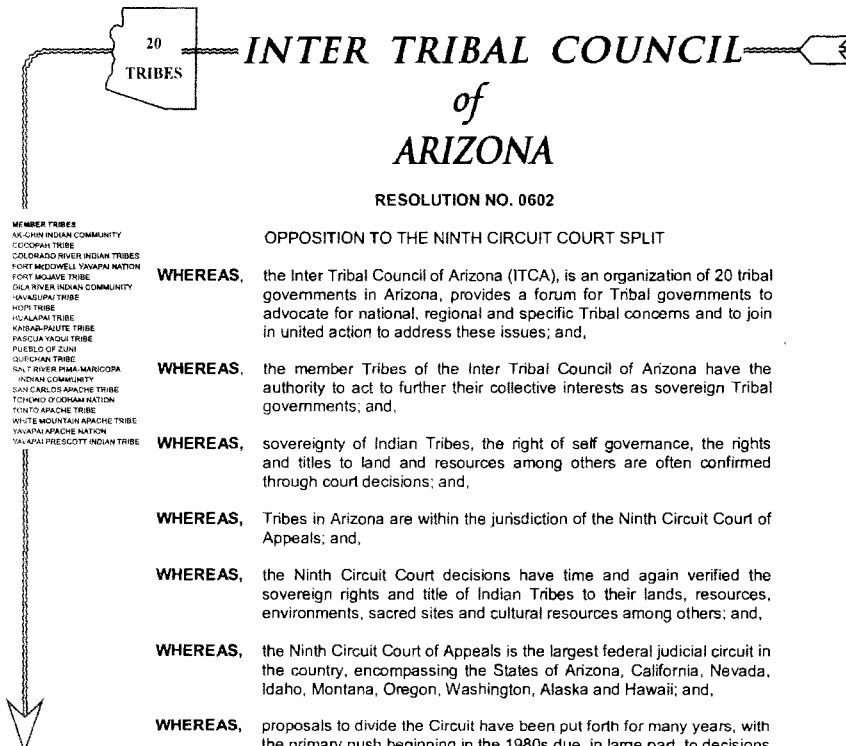 20
TRIBES
INTER TRIBAL COUNCIL
of
ARIZONA
RESOLUTION NO. 0602
MEMBER TRIBES
AK-CHIN INDIAN COMMUNITY
COCOPAH TRIBE
COLORADO RIVER INDIAN TRIBES
FORT McDOWELL YAVAPAI NATION
FORT MOJAVE TRIBE
GILA RIVER INDIAN COMMUNITY
HAVASUPAI TRIBE
HOPI TRIBE
HUALAPAI TRIBE
KAIBAB-PAIUTE TRIBE
PASCUA YAQUI TRIBE
PUEBLO OF ZUNI
QUECHAN TRIBE
SALT RIVER PIMA-MARICOPA
INDIAN COMMUNITY
SAN CARLOS APACHE TRIBE
TOHONO O'ODHAM NATION
TONTO APACHE TRIBE
WHITE MOUNTAIN APACHE TRIBE
YAVAPAI APACHE NATION
YAVAPAI PRESCOTT INDIAN TRIBE
OPPOSITION TO THE NINTH CIRCUIT COURT SPLIT
WHEREAS, the Inter Tribal Council of Arizona (ITCA), is an organization of 20 tribal
governments in Arizona, provides a forum for Tribal governments to
advocate for national, regional and specific Tribal concerns and to join
in united action to address these issues; and,
WHEREAS, the member Tribes of the Inter Tribal Council of Arizona have the
authority to act to further their collective interests as sovereign Tribal
governments; and,
WHEREAS, sovereignty of Indian Tribes, the right of self governance, the rights
and titles to land and resources among others are often confirmed
through court decisions; and,
WHEREAS, Tribes in Arizona are within the jurisdiction of the Ninth Circuit Court of
Appeals; and,
WHEREAS, the Ninth Circuit Court decisions have time and again verified the
sovereign rights and title of Indian Tribes to their lands, resources,
environments, sacred sites and cultural resources among others; and,
WHEREAS, the Ninth Circuit Court of Appeals is the largest federal judicial circuit in
the country, encompassing the States of Arizona, California, Nevada,
Idaho, Montana, Oregon, Washington, Alaska and Hawaii; and,
WHEREAS, proposals to divide the Circuit have been put forth for many years, with
the primary push beginning in the 1980s due, in large part, to decisions